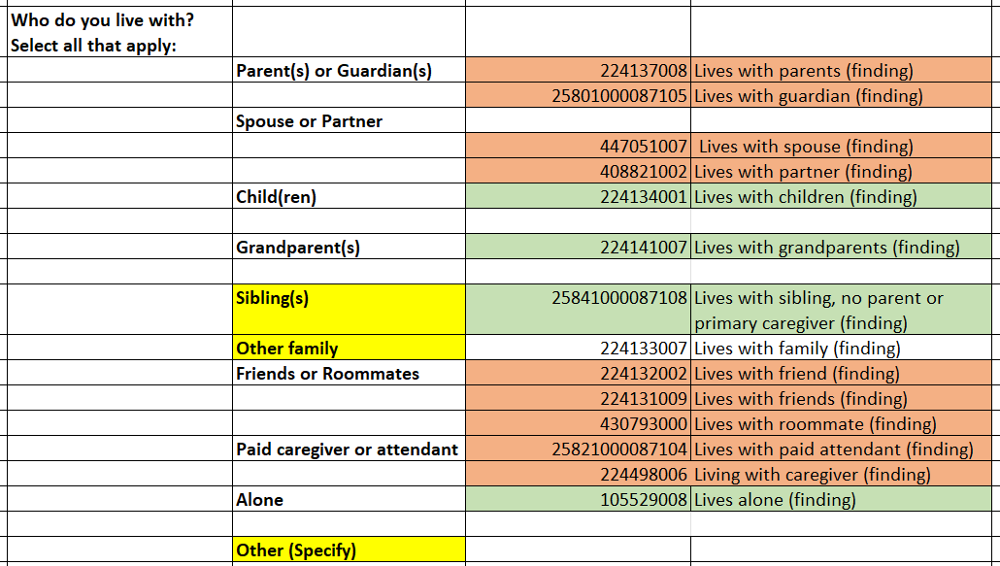 Who do you live with?
Select all that apply:
Parent(s) or Guardian(s) 224137008 Lives with parents (finding)
25801000087105 Lives with guardian (finding)
Spouse or Partner
447051007 Lives with spouse (finding)
408821002 Lives with partner (finding)
Child(ren) 224134001 Lives with children (finding)
Grandparent(s) 224141007 Lives with grandparents (finding)
Sibling(s) 25841000087108 Lives with sibling, no parent or
primary caregiver (finding)
Other family 224133007 Lives with family (finding)
Friends or Roommates 224132002 Lives with friend (finding)
224131009 Lives with friends (finding)
430793000 Lives with roommate (finding)
Paid caregiver or attendant 25821000087104 Lives with paid attendant (finding)
224498006 Living with caregiver (finding)
Alone 105529008 Lives alone (finding)
Other (Specify)